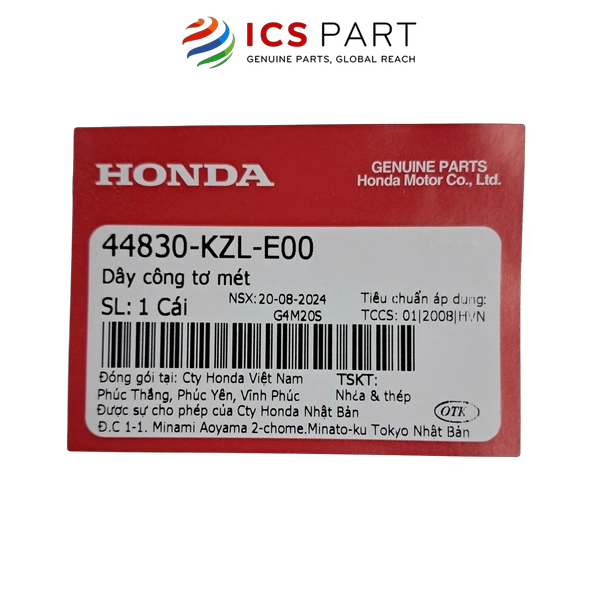 ICS PART
GENUINE PARTS, GLOBAL REACH
HONDA
GENUINE PARTS
Honda Motor Co., Ltd.
44830-KZL-E00
Dây công tơ mét
SL: 1 Cái
NSX: 20-08-2024
G4M20S
Tiêu chuẩn áp dụng:
TCCS: 01|2008|HVN
Đóng gói tại: Cty Honda Việt Nam
Phúc Thắng, Phúc Yên, Vĩnh Phúc
TSKT:
Nhựa & thép
Được sự cho phép của Cty Honda Nhật Bản
OTK
Đ.C 1-1. Minami Aoyama 2-chome.Minato-ku Tokyo Nhật Bản